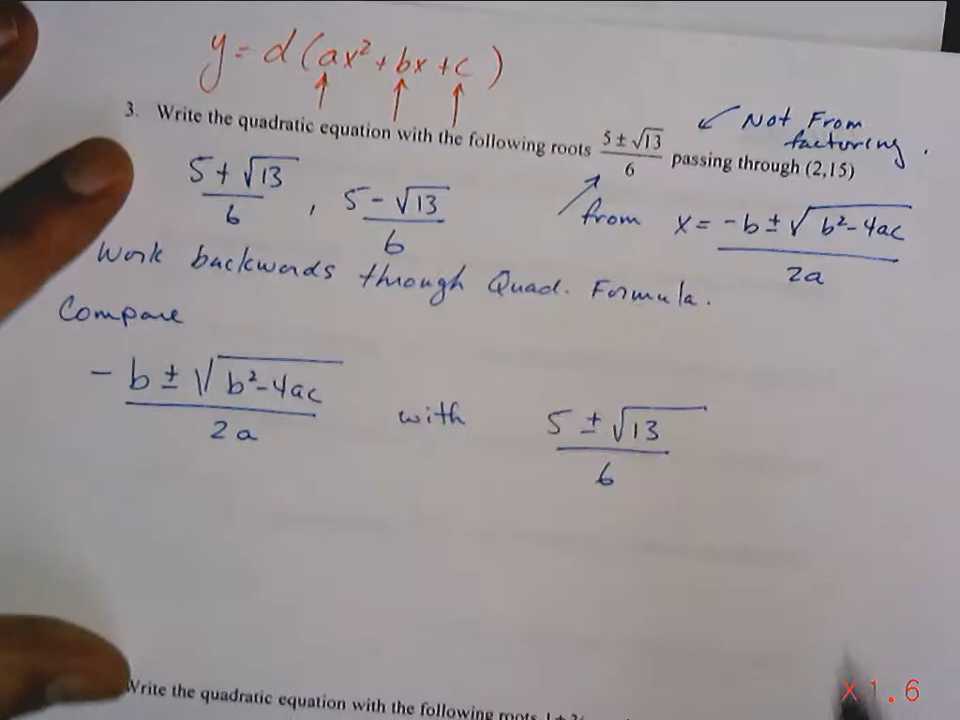 y = d(ax² + bx + c)
Not From factoring.
3. Write the quadratic equation with the following roots (5 ± √13)/6 passing through (2,15)
(5 + √13)/6 , (5 - √13)/6
from x = (-b ± √(b² - 4ac))/2a
Work backwords through Quad. Formula.
Compare
(-b ± √(b² - 4ac))/2a with (5 ± √13)/6
Write the quadratic equation with the following roots
X1.6